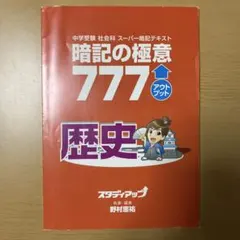 中学受験 社会科 スーパー暗記テキスト
暗記の極意
777
アウトプット
歴史
スタディアップ
野村恵祐